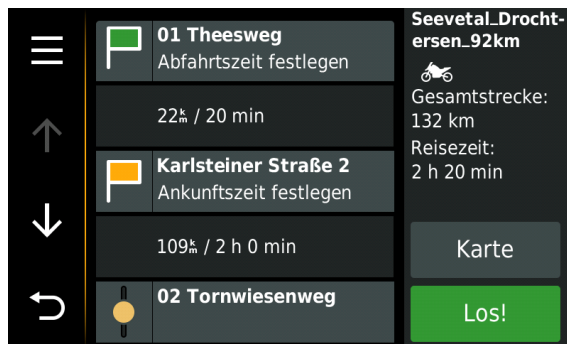 01 Theesweg
Abfahrtszeit festlegen
22km / 20 min
Karlsteiner Straße 2
Ankunftszeit festlegen
109km / 2 h 0 min
02 Tornwiesenweg
Seevetal_Drocht-
ersen_92km
Gesamtstrecke:
132 km
Reisezeit:
2 h 20 min
Karte
Los!